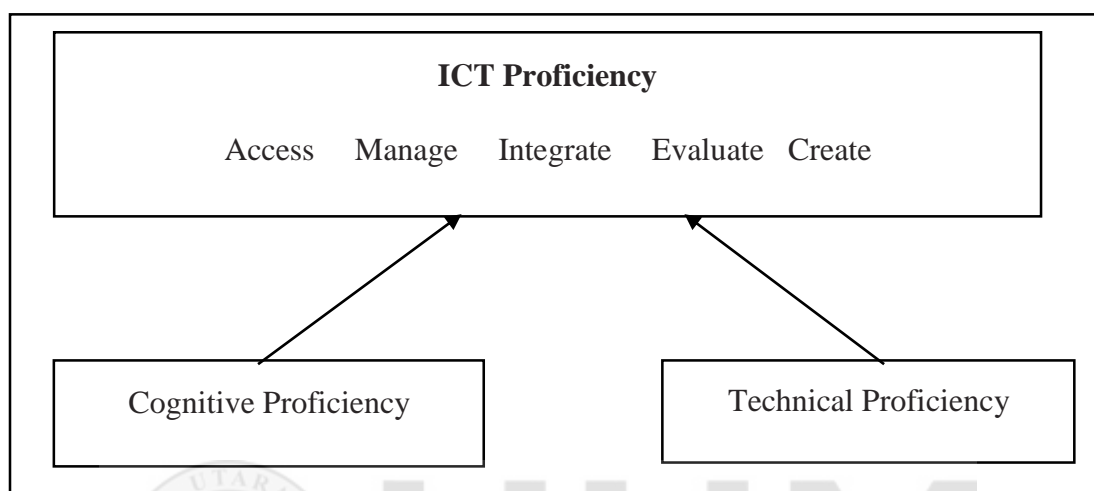 ICT Proficiency
Access Manage Integrate Evaluate Create
Cognitive Proficiency
Technical Proficiency